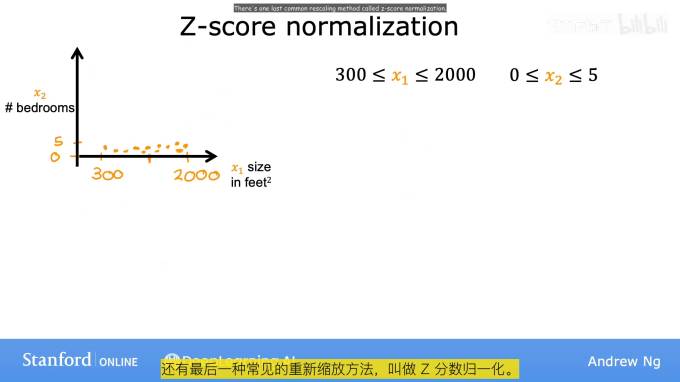 There's one last common rescaling method called z-score normalization.
Z-score normalization
300 ≤ x₁ ≤ 2000 0 ≤ x₂ ≤ 5
x₂
# bedrooms
5
0
300 2000
x₁ size
in feet²
Stanford | ONLINE
还有最后一种常见的重新缩放方法，叫做 Z 分数归一化。
Andrew Ng
bilibili